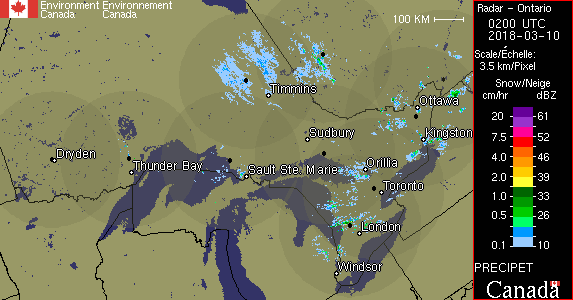 Environment Environnement
Canada Canada
100 KM
Timmins
Ottawa
Sudbury
Kingston
Dryden
Thunder Bay
Sault Ste. Marie
Orillia
Toronto
London
Windsor
Radar - Ontario
0200 UTC
2018-03-10
Scale/Échelle:
3.5 km/Pixel
Snow/Neige
cm/hr dBZ
20 61
7.5 52
4.0 46
2.0 39
1.0 33
0.5 26
0.1 10
PRECIPET
Canada